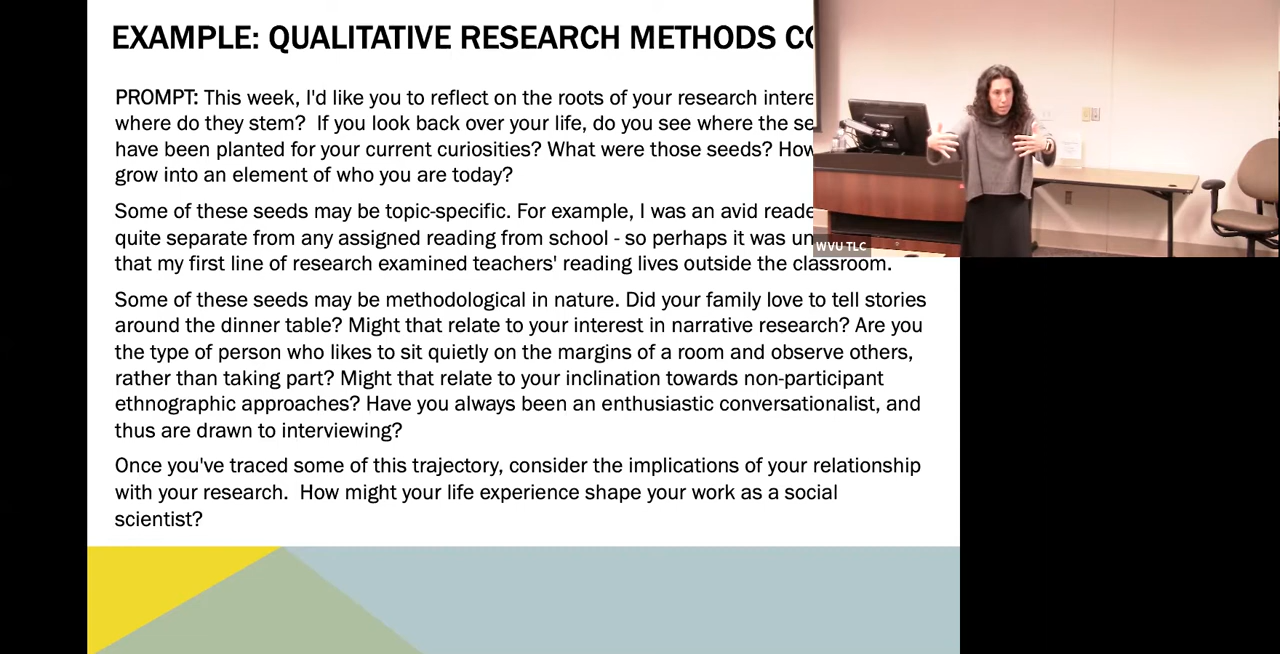 EXAMPLE: QUALITATIVE RESEARCH METHODS
PROMPT: This week, I'd like you to reflect on the roots of your research
where do they stem? If you look back over your life, do you see where the
have been planted for your current curiosities? What were those seeds?
grow into an element of who you are today?
Some of these seeds may be topic-specific. For example, I was an avid
quite separate from any assigned reading from school - so perhaps it was
that my first line of research examined teachers' reading lives outside the classroom.
Some of these seeds may be methodological in nature. Did your family love to tell stories
around the dinner table? Might that relate to your interest in narrative research? Are you
the type of person who likes to sit quietly on the margins of a room and observe others,
rather than taking part? Might that relate to your inclination towards non-participant
ethnographic approaches? Have you always been an enthusiastic conversationalist, and
thus are drawn to interviewing?
Once you've traced some of this trajectory, consider the implications of your relationship
with your research. How might your life experience shape your work as a social
scientist?
WVU TLC